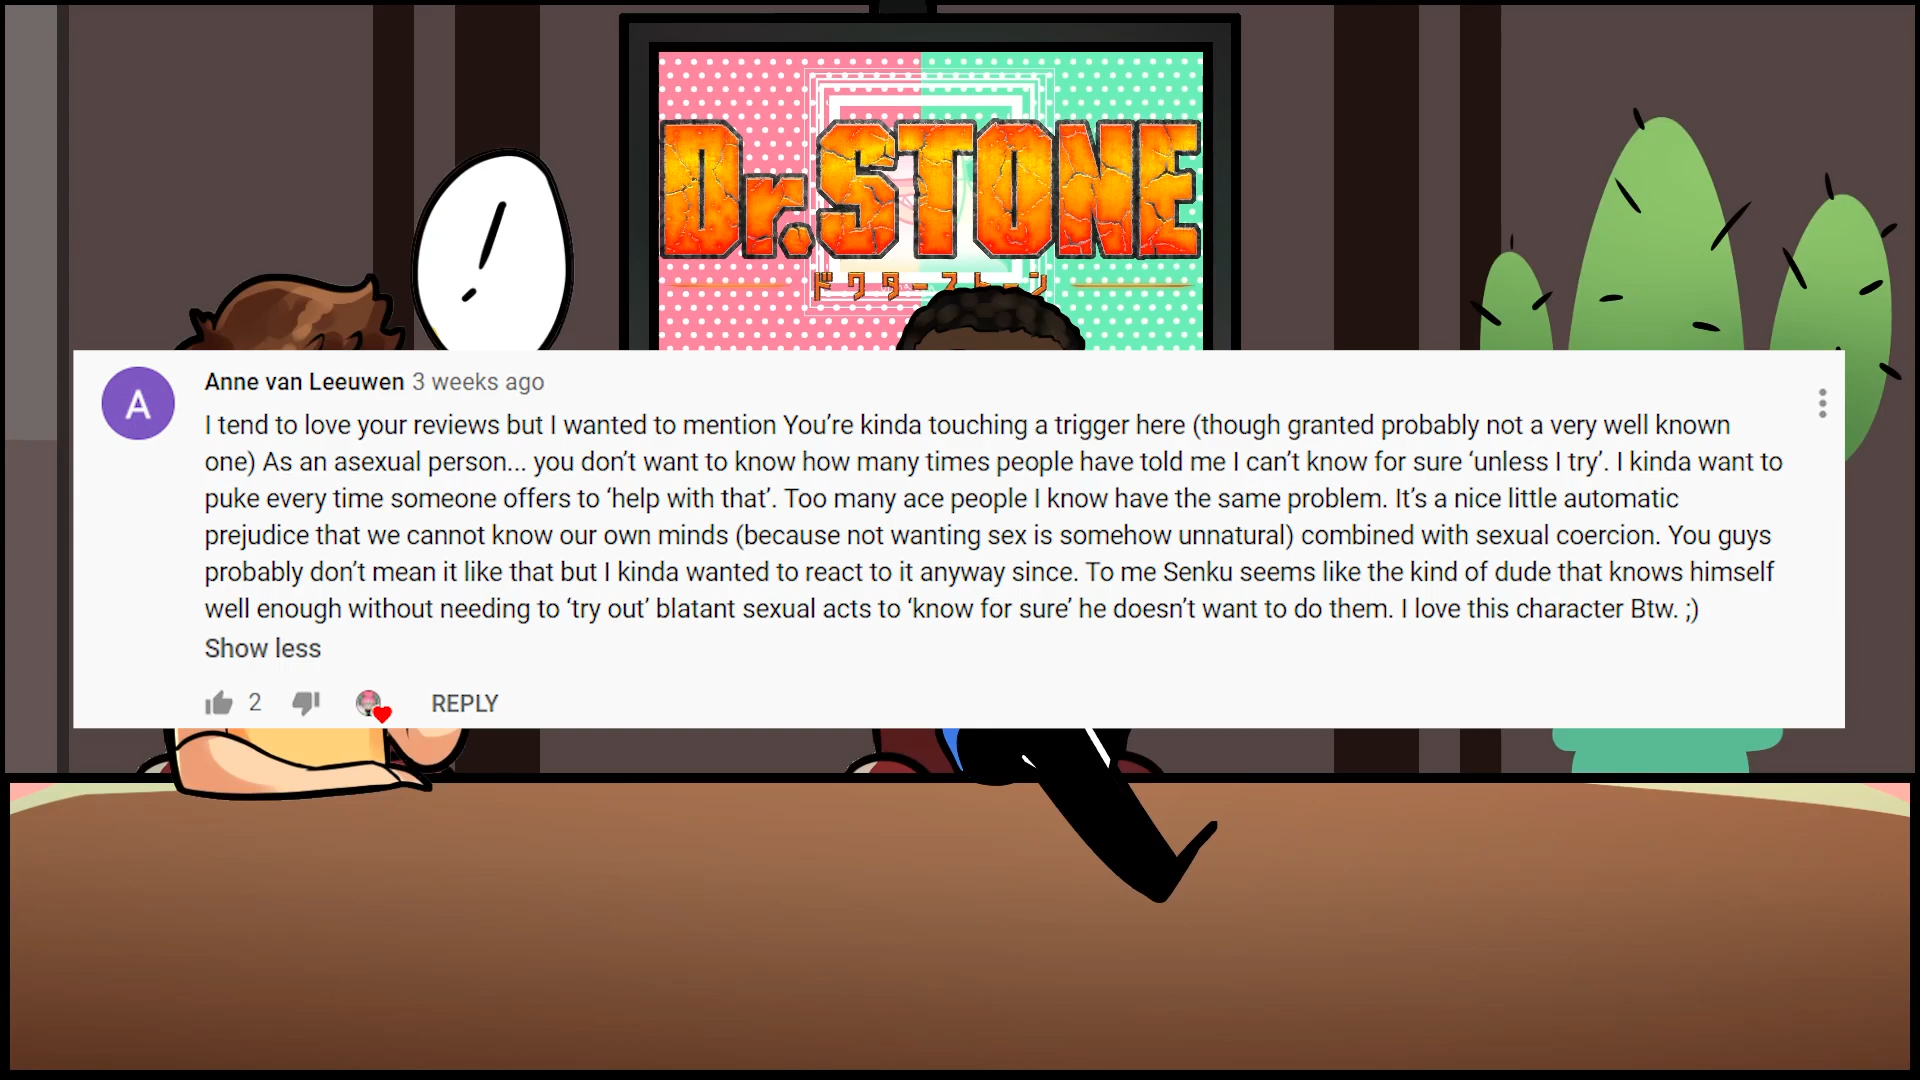 Dr.STONE
ドクターストーン
!
A
Anne van Leeuwen 3 weeks ago
I tend to love your reviews but I wanted to mention You’re kinda touching a trigger here (though granted probably not a very well known
one) As an asexual person... you don’t want to know how many times people have told me I can’t know for sure ‘unless I try’. I kinda want to
puke every time someone offers to ‘help with that’. Too many ace people I know have the same problem. It’s a nice little automatic
prejudice that we cannot know our own minds (because not wanting sex is somehow unnatural) combined with sexual coercion. You guys
probably don’t mean it like that but I kinda wanted to react to it anyway since. To me Senku seems like the kind of dude that knows himself
well enough without needing to ‘try out’ blatant sexual acts to ‘know for sure’ he doesn’t want to do them. I love this character Btw. ;)
Show less
2 REPLY